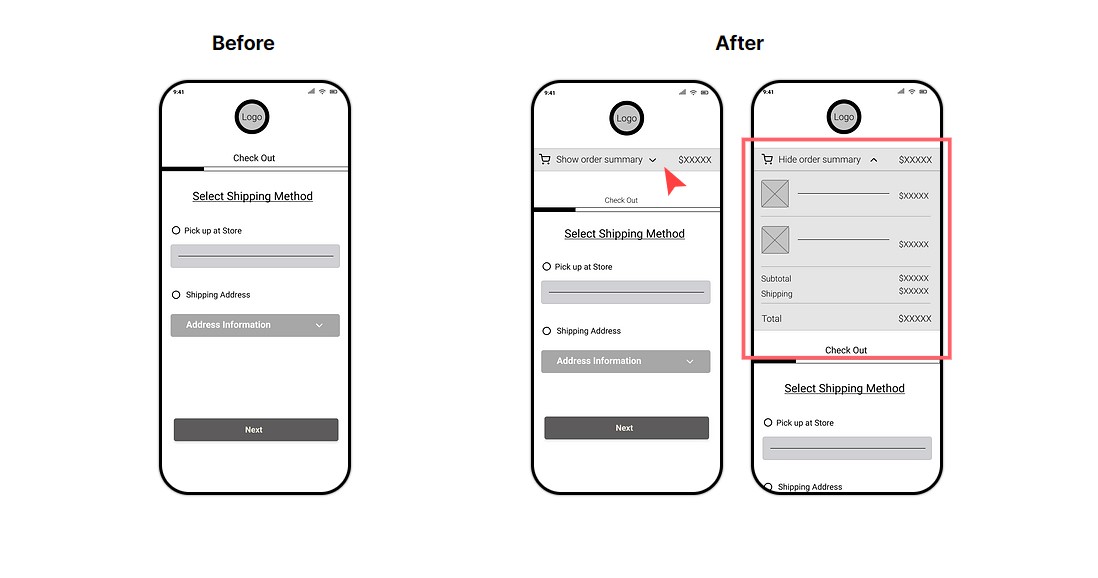 Before
After
9:41
Logo
Check Out
Select Shipping Method
Pick up at Store
Shipping Address
Address Information
Next
9:41
Logo
Show order summary
$XXXXX
Check Out
Select Shipping Method
Pick up at Store
Shipping Address
Address Information
Next
9:41
Logo
Hide order summary
$XXXXX
$XXXXX
$XXXXX
Subtotal
$XXXXX
Shipping
$XXXXX
Total
$XXXXX
Check Out
Select Shipping Method
Pick up at Store
Shipping Address